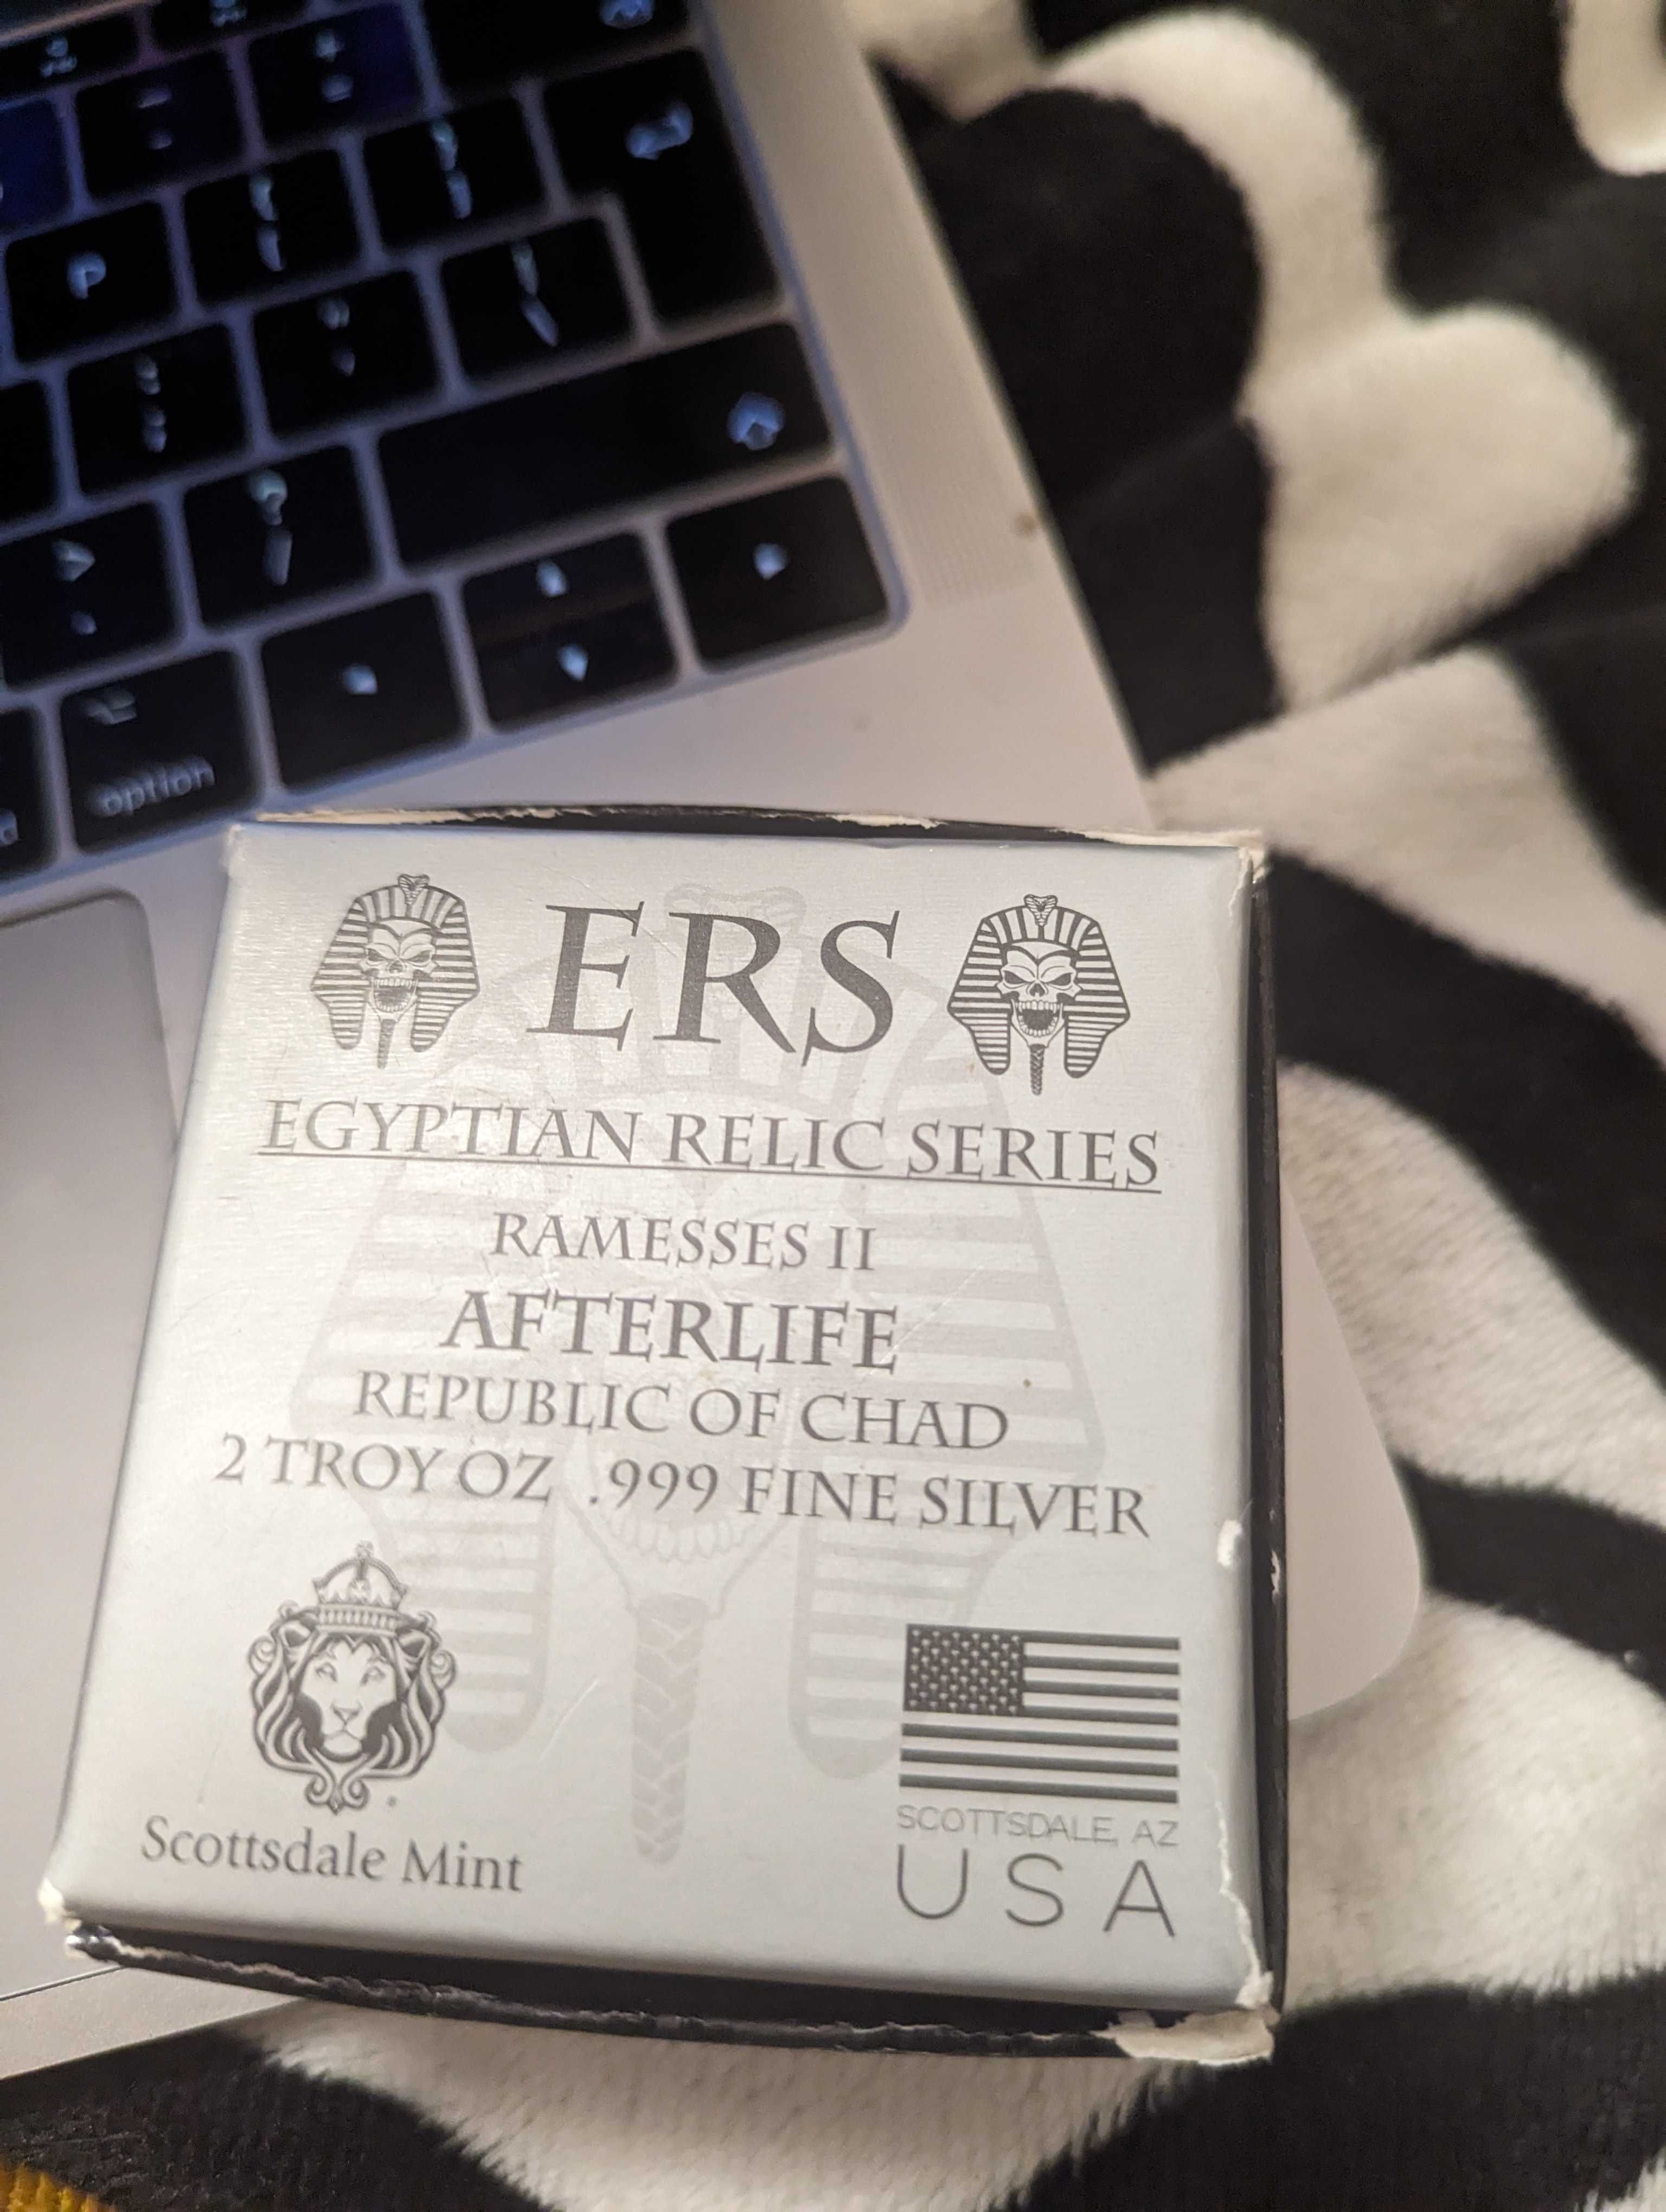 P
option
ERS
EGYPTIAN RELIC SERIES
RAMESSES II
AFTERLIFE
REPUBLIC OF CHAD
2 TROY OZ .999 FINE SILVER
Scottsdale Mint
SCOTTSDALE, AZ
USA